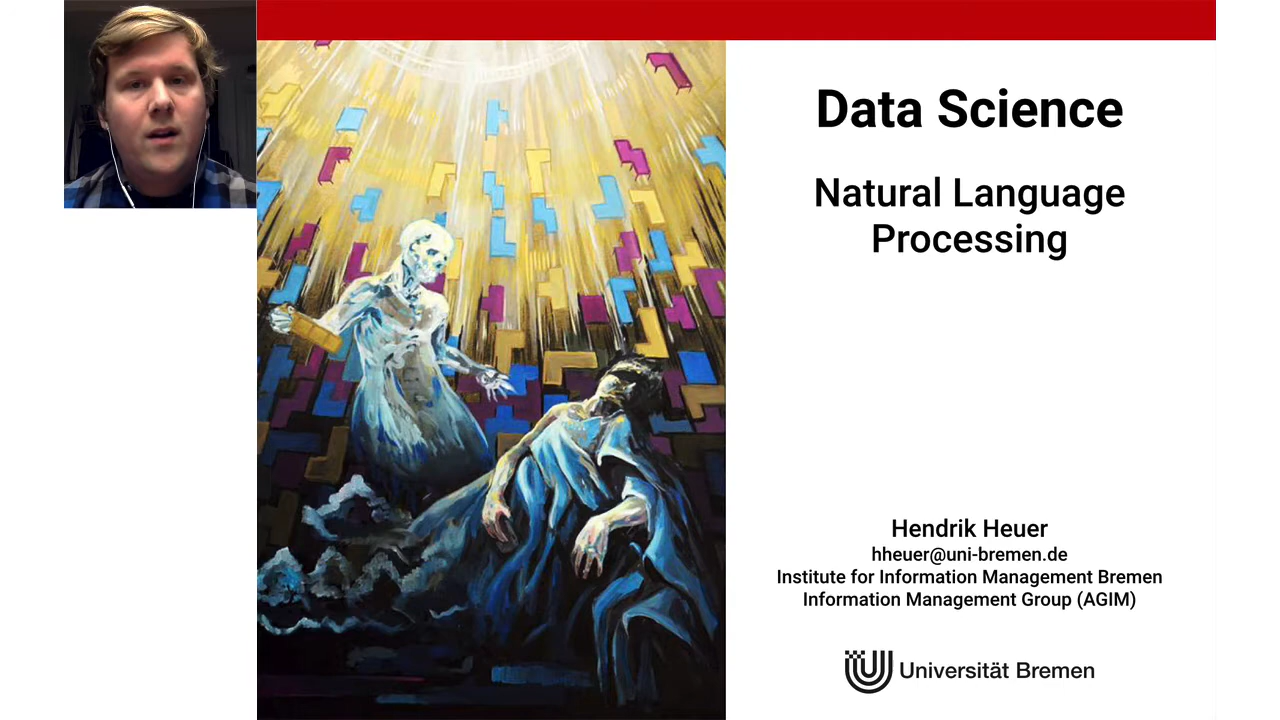 Data Science
Natural Language
Processing
Hendrik Heuer
hheuer@uni-bremen.de
Institute for Information Management Bremen
Information Management Group (AGIM)
Universität Bremen